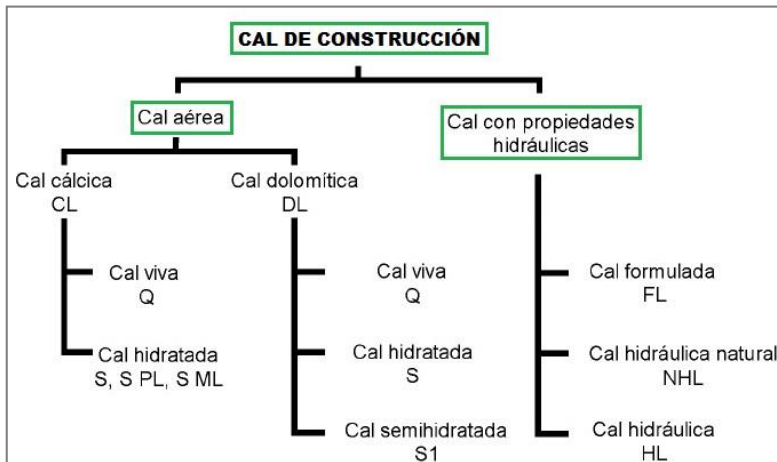 CAL DE CONSTRUCCIÓN
Cal aérea
Cal con propiedades
hidráulicas
Cal cálcica
CL
Cal dolomítica
DL
Cal viva
Q
Cal viva
Q
Cal formulada
FL
Cal hidratada
S, S PL, S ML
Cal hidratada
S
Cal hidráulica natural
NHL
Cal semihidratada
S1
Cal hidráulica
HL